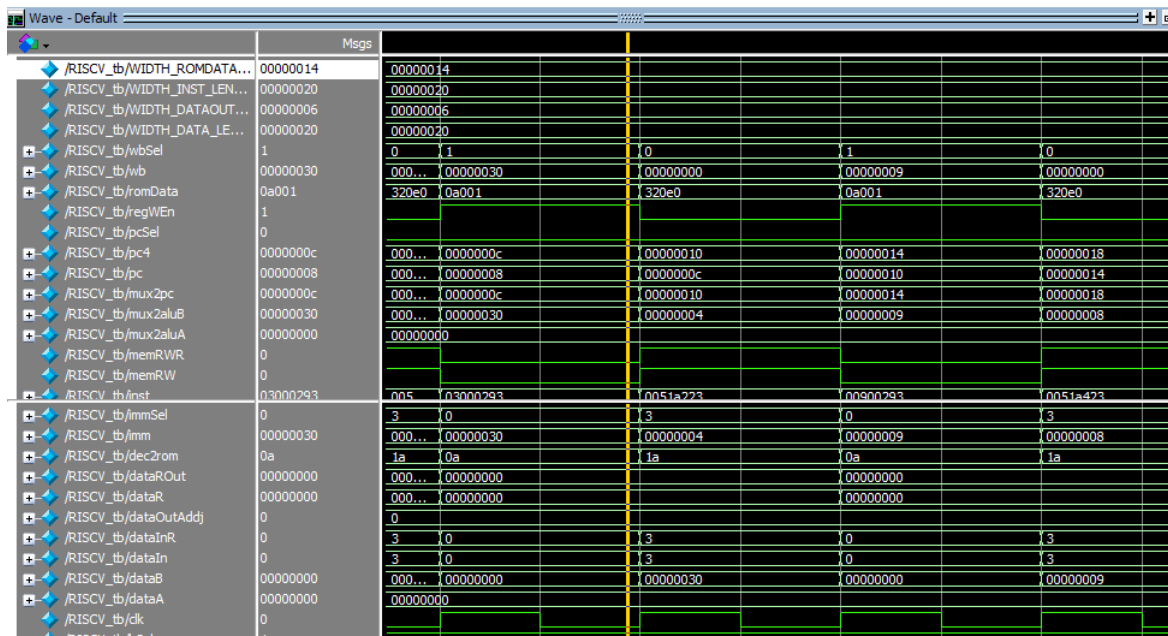 Wave - Default
Msgs
/RISCV_tb/WIDTH_ROMDATA... 00000014 00000014
/RISCV_tb/WIDTH_INST_LEN... 00000020 00000020
/RISCV_tb/WIDTH_DATAOUT... 00000006 00000006
/RISCV_tb/WIDTH_DATA_LE... 00000020 00000020
/RISCV_tb/wbSel 1 0 1 0 1 0
/RISCV_tb/wb 00000030 000... 00000030 00000000 00000009 00000000
/RISCV_tb/romData 0a001 320e0 0a001 320e0 0a001 320e0
/RISCV_tb/regWEn 1
/RISCV_tb/pcSel 0
/RISCV_tb/pc4 0000000c 000... 0000000c 00000010 00000014 00000018
/RISCV_tb/pc 00000008 000... 00000008 0000000c 00000010 00000014
/RISCV_tb/mux2pc 0000000c 000... 0000000c 00000010 00000014 00000018
/RISCV_tb/mux2aluB 00000030 000... 00000030 00000004 00000009 00000008
/RISCV_tb/mux2aluA 00000000 00000000
/RISCV_tb/memRWR 0
/RISCV_tb/memRW 0
/RISCV_tb/inst 03000293 005... 03000293 0051a223 00900293 0051a423
/RISCV_tb/immSel 0 3 0 3 0 3
/RISCV_tb/imm 00000030 000... 00000030 00000004 00000009 00000008
/RISCV_tb/dec2rom 0a 1a 0a 1a 0a 1a
/RISCV_tb/dataROut 00000000 000... 00000000 00000000
/RISCV_tb/dataR 00000000 000... 00000000 00000000
/RISCV_tb/dataOutAddj 0 0
/RISCV_tb/dataInR 0 3 0 3 0 3
/RISCV_tb/dataIn 0 3 0 3 0 3
/RISCV_tb/dataB 00000000 000... 00000000 00000030 00000000 00000009
/RISCV_tb/dataA 00000000 00000000
/RISCV_tb/clk 0